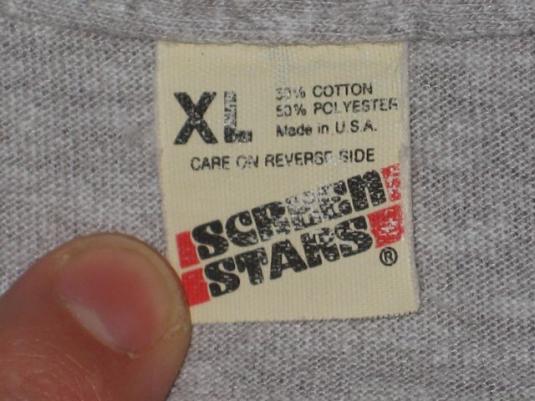 XL
50% COTTON
50% POLYESTER
Made in U.S.A.
CARE ON REVERSE SIDE
SCREEN
STARS ®